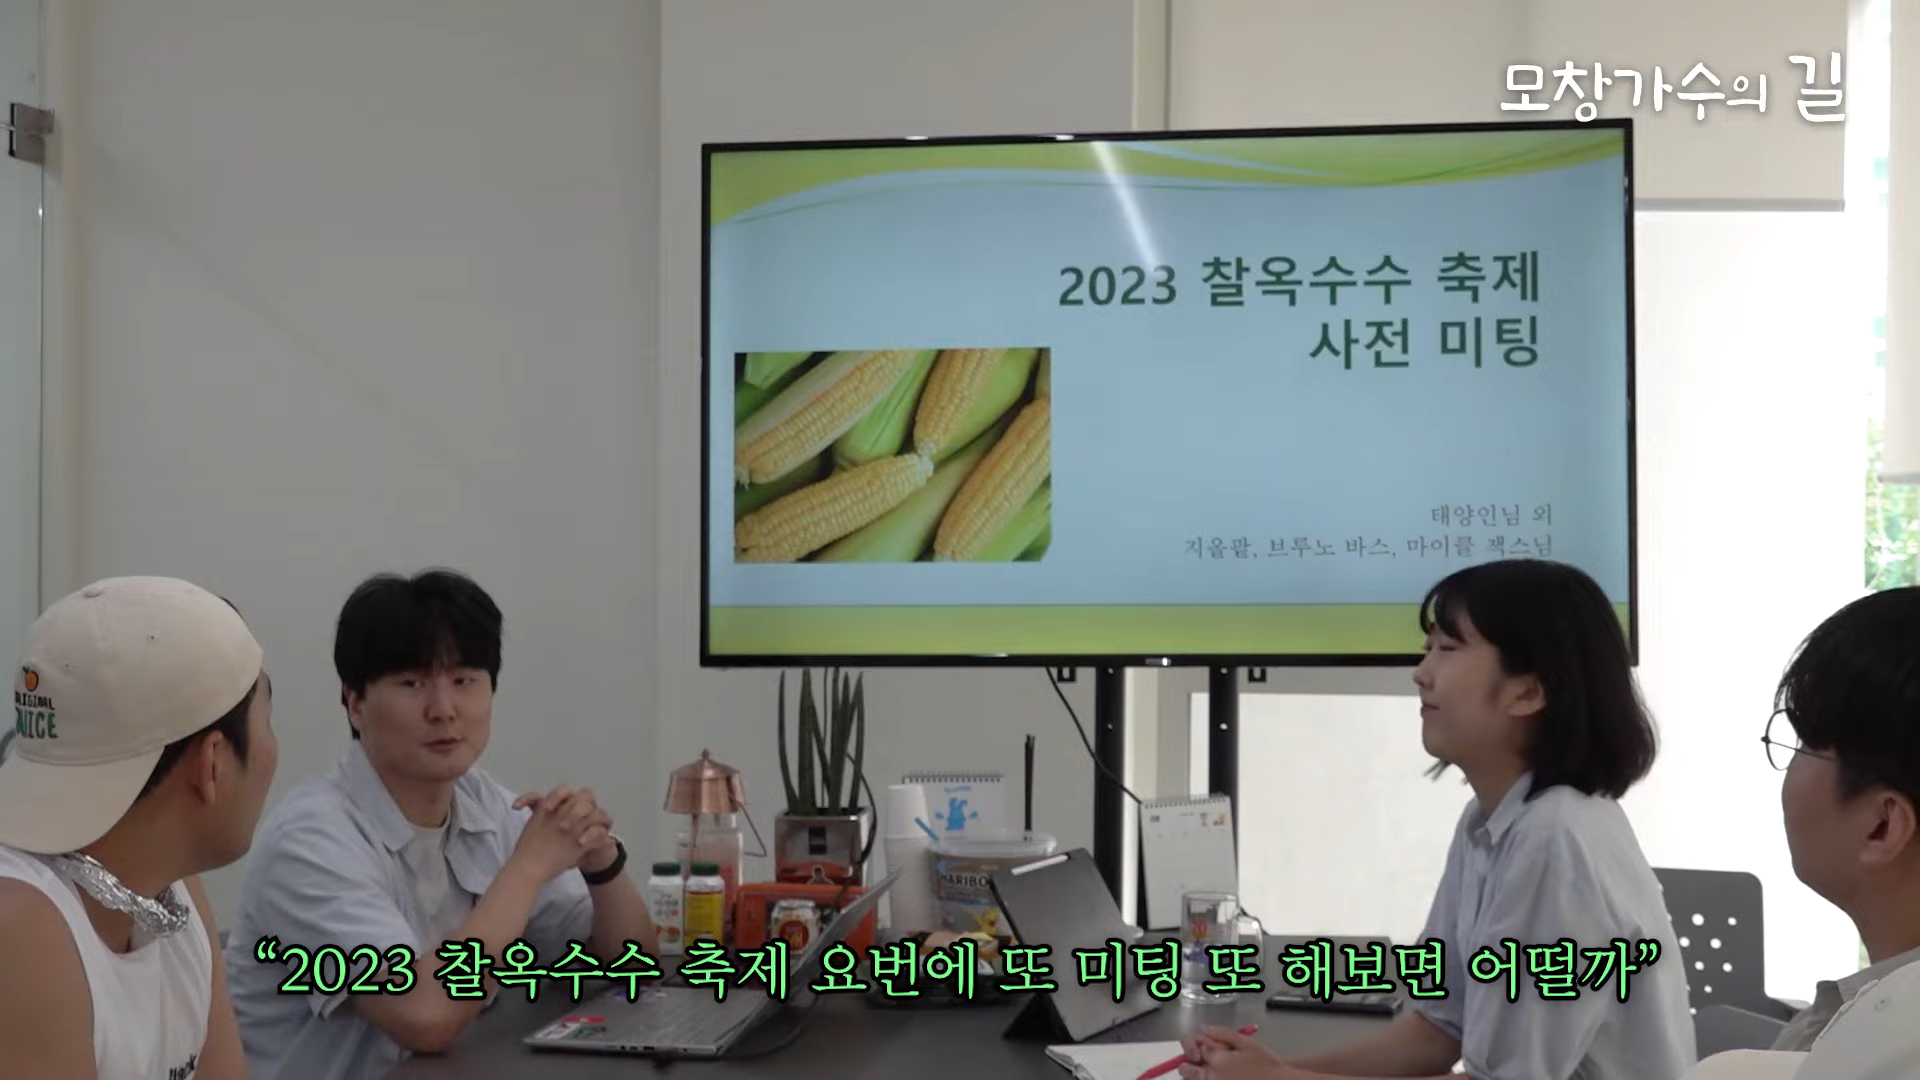 모창가수의 길
2023 찰옥수수 축제
사전 미팅
태양인님 외
지울팥, 브루노 바스, 마이클 잭스님
ORIGINAL
JUICE
HARIBO
“2023 찰옥수수 축제 요번에 또 미팅 또 해보면 어떨까”